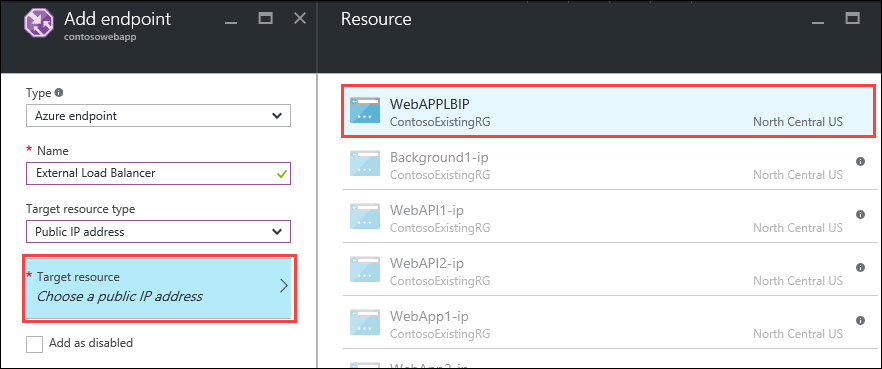 Add endpoint
contosowebapp
Type
Azure endpoint
* Name
External Load Balancer
Target resource type
Public IP address
* Target resource
Choose a public IP address
Add as disabled
Resource
WebAPPLBIP
ContosoExistingRG North Central US
Background1-ip
ContosoExistingRG North Central US
WebAPI1-ip
ContosoExistingRG North Central US
WebAPI2-ip
ContosoExistingRG North Central US
WebApp1-ip
ContosoExistingRG North Central US
WebApp2-ip